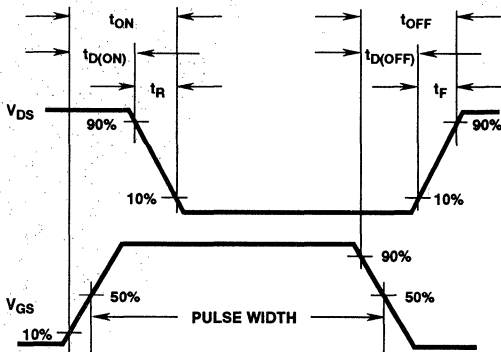 tON tOFF
tD(ON) tD(OFF)
tR tF
VDS
90% 90%
10% 10%
90%
VGS 50% 50%
PULSE WIDTH
10%